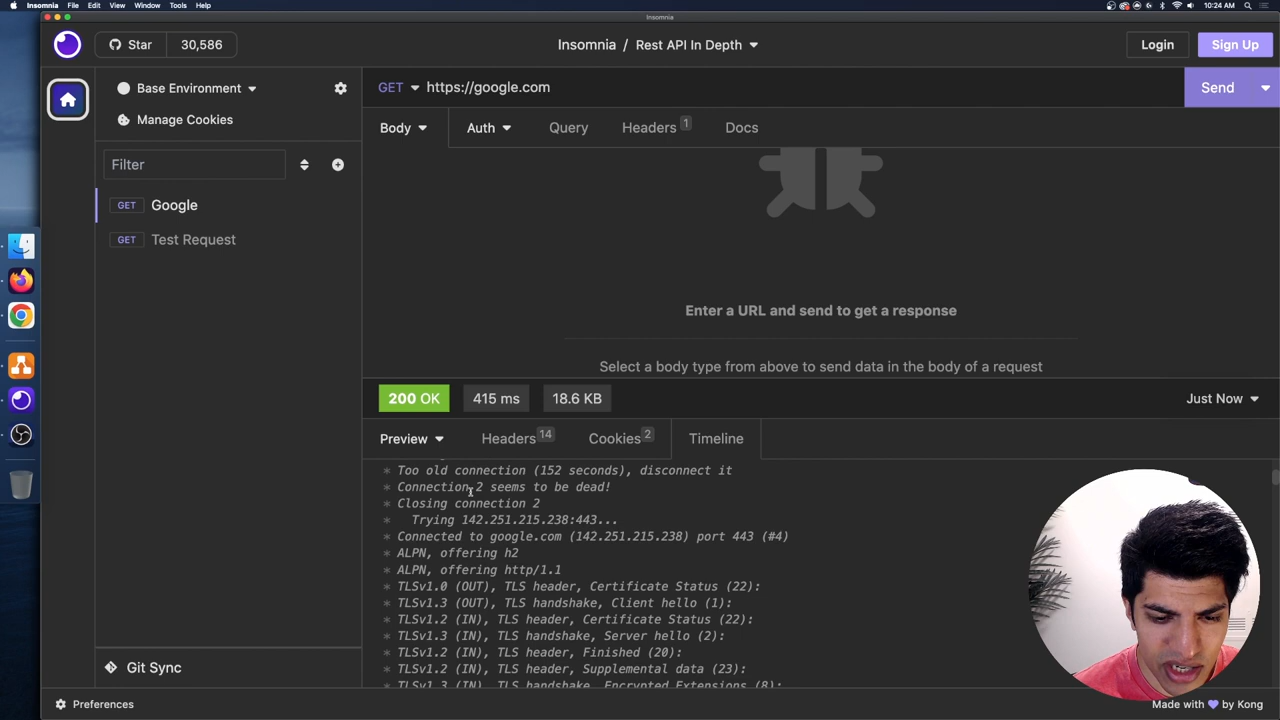 Insomnia File Edit View Window Tools Help
10:24 AM
Insomnia
Star 30,586
Insomnia / Rest API In Depth
Login
Sign Up
Base Environment
GET https://google.com
Send
Manage Cookies
Body Auth Query Headers 1 Docs
Filter
GET Google
GET Test Request
Enter a URL and send to get a response
Select a body type from above to send data in the body of a request
200 OK 415 ms 18.6 KB
Just Now
Preview Headers 14 Cookies 2 Timeline
* Too old connection (152 seconds), disconnect it
* Connection 2 seems to be dead!
* Closing connection 2
* Trying 142.251.215.238:443...
* Connected to google.com (142.251.215.238) port 443 (#4)
* ALPN, offering h2
* ALPN, offering http/1.1
* TLSv1.0 (OUT), TLS header, Certificate Status (22):
* TLSv1.3 (OUT), TLS handshake, Client hello (1):
* TLSv1.2 (IN), TLS header, Certificate Status (22):
* TLSv1.3 (IN), TLS handshake, Server hello (2):
* TLSv1.2 (IN), TLS header, Finished (20):
* TLSv1.2 (IN), TLS header, Supplemental data (23):
* TLSv1.3 (IN), TLS handshake, Encrypted Extensions (8):
Git Sync
Preferences
Made with 💜 by Kong